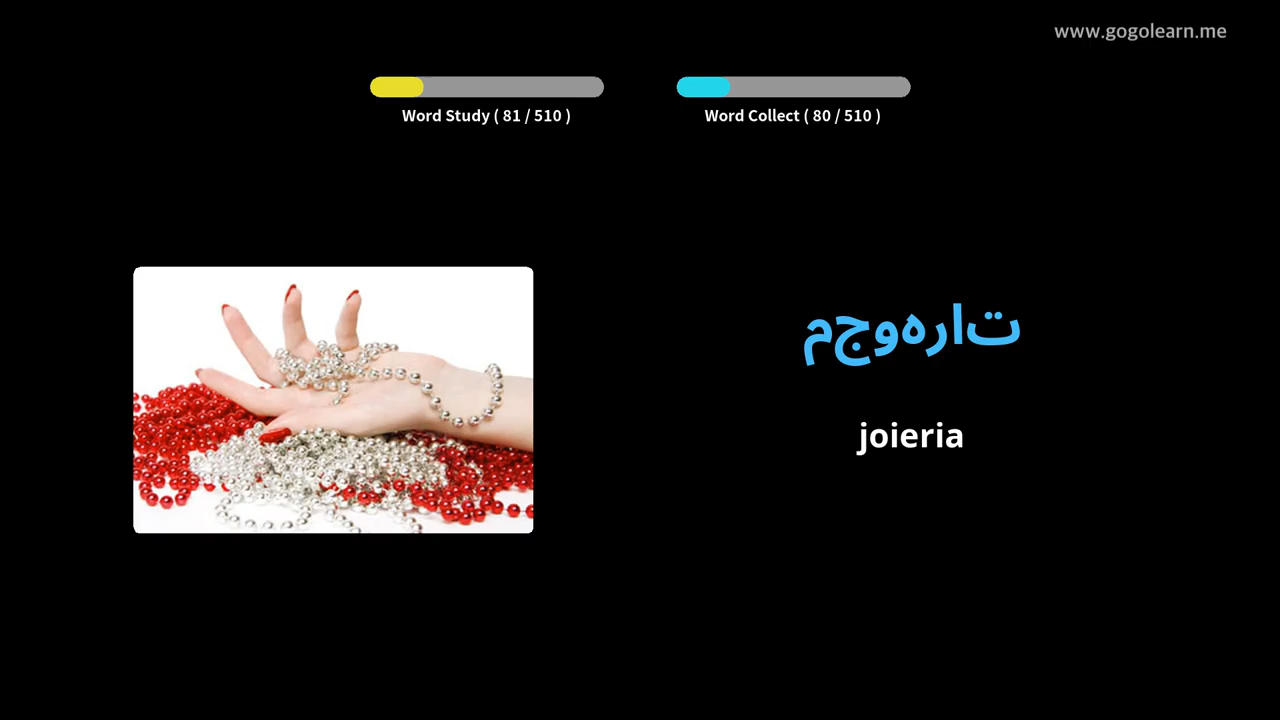 www.gogolearn.me
Word Study ( 81 / 510 )
Word Collect ( 80 / 510 )
مجوهرات
joieria